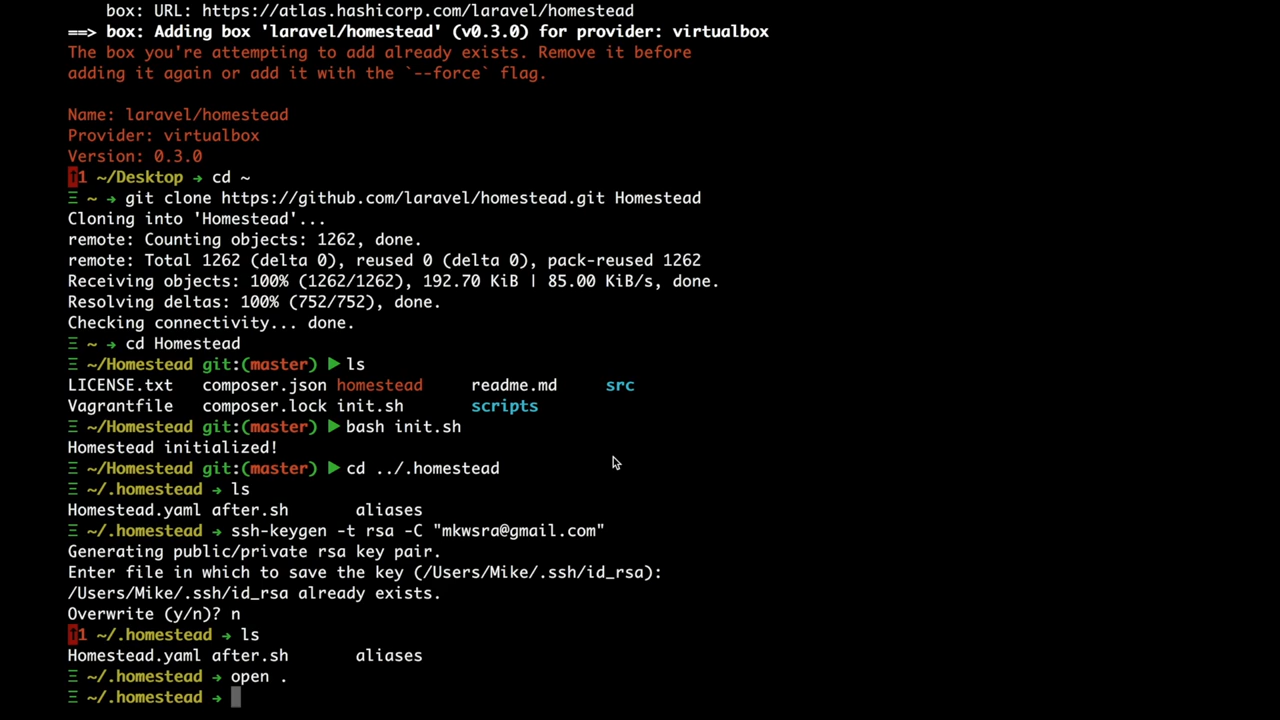 box: URL: https://atlas.hashicorp.com/laravel/homestead
==> box: Adding box 'laravel/homestead' (v0.3.0) for provider: virtualbox
The box you're attempting to add already exists. Remove it before
adding it again or add it with the `--force` flag.
Name: laravel/homestead
Provider: virtualbox
Version: 0.3.0
↑1 ~/Desktop → cd ~
Ξ ~ → git clone https://github.com/laravel/homestead.git Homestead
Cloning into 'Homestead'...
remote: Counting objects: 1262, done.
remote: Total 1262 (delta 0), reused 0 (delta 0), pack-reused 1262
Receiving objects: 100% (1262/1262), 192.70 KiB | 85.00 KiB/s, done.
Resolving deltas: 100% (752/752), done.
Checking connectivity... done.
Ξ ~ → cd Homestead
Ξ ~/Homestead git:(master) ▶ ls
LICENSE.txt composer.json homestead readme.md src
Vagrantfile composer.lock init.sh scripts
Ξ ~/Homestead git:(master) ▶ bash init.sh
Homestead initialized!
Ξ ~/Homestead git:(master) ▶ cd ../.homestead
Ξ ~/.homestead → ls
Homestead.yaml after.sh aliases
Ξ ~/.homestead → ssh-keygen -t rsa -C "mkwsra@gmail.com"
Generating public/private rsa key pair.
Enter file in which to save the key (/Users/Mike/.ssh/id_rsa):
/Users/Mike/.ssh/id_rsa already exists.
Overwrite (y/n)? n
↑1 ~/.homestead → ls
Homestead.yaml after.sh aliases
Ξ ~/.homestead → open .
Ξ ~/.homestead →